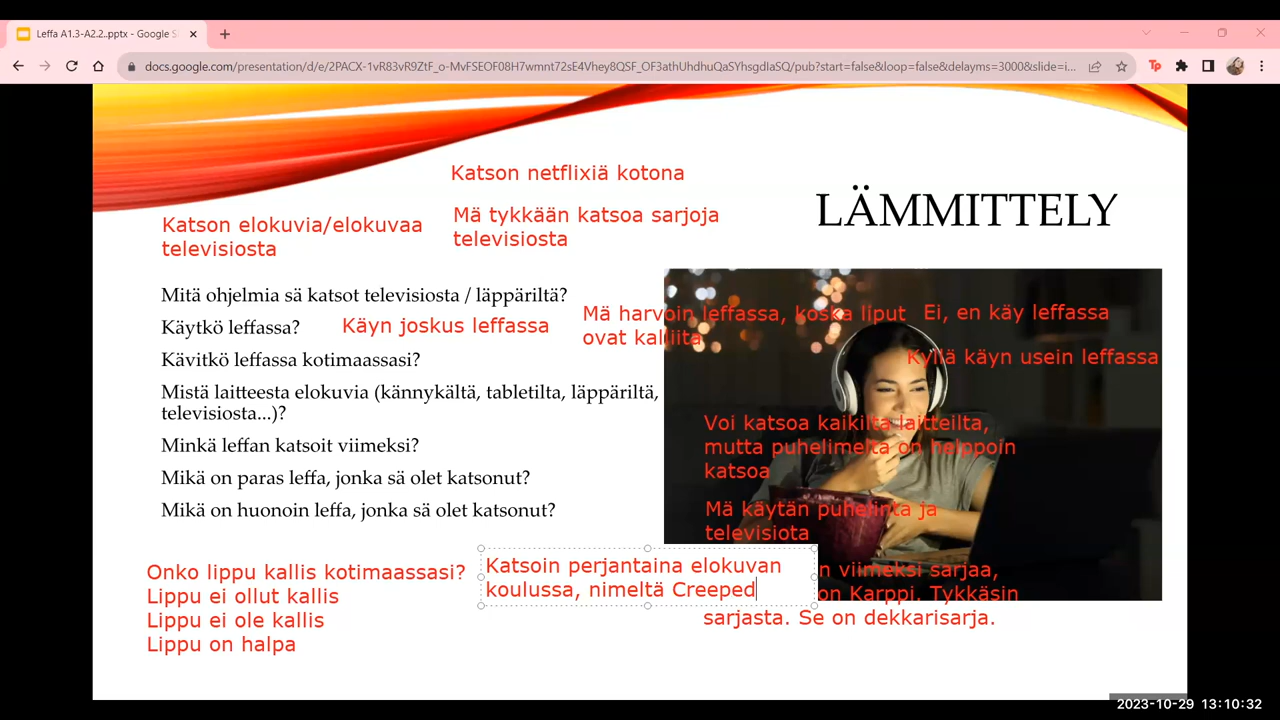 Leffa A1.3-A2.2..pptx - Google S
docs.google.com/presentation/d/e/2PACX-1vR83vR9ZtF_o-MvFSEOF08H7wmnt72sE4Vhey8QSF_OF3athUhdhuQaSYhsgdIaSQ/pub?start=false&loop=false&delayms=3000&slide=i...
Tp
Katson netflixiä kotona
LÄMMITTELY
Katson elokuvia/elokuvaa
televisiosta
Mä tykkään katsoa sarjoja
televisiosta
Mitä ohjelmia sä katsot televisiosta / läppäriltä?
Käytkö leffassa?
Käyn joskus leffassa
Mä harvoin leffassa, koska liput
ovat kalliita
Ei, en käy leffassa
Kyllä käyn usein leffassa
Kävitkö leffassa kotimaassasi?
Mistä laitteesta elokuvia (kännykältä, tabletilta, läppäriltä,
televisiosta...)?
Minkä leffan katsoit viimeksi?
Mikä on paras leffa, jonka sä olet katsonut?
Mikä on huonoin leffa, jonka sä olet katsonut?
Voi katsoa kaikilta laitteilta,
mutta puhelimelta on helppoin
katsoa
Mä käytän puhelinta ja
televisiota
Onko lippu kallis kotimaassasi?
Lippu ei ollut kallis
Lippu ei ole kallis
Lippu on halpa
Katsoin perjantaina elokuvan
koulussa, nimeltä Creeped
n viimeksi sarjaa,
on Karppi. Tykkäsin
sarjasta. Se on dekkarisarja.
2023-10-29 13:10:32